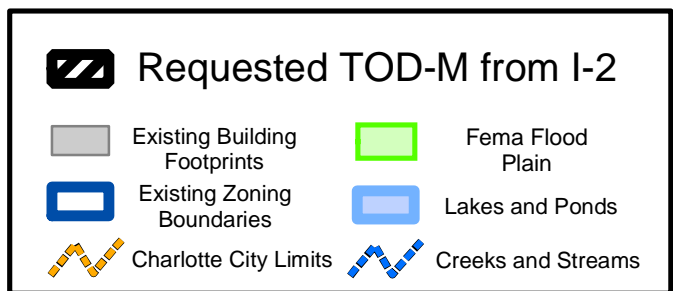 Requested TOD-M from I-2
Existing Building
Footprints
Fema Flood
Plain
Existing Zoning
Boundaries
Lakes and Ponds
Charlotte City Limits
Creeks and Streams